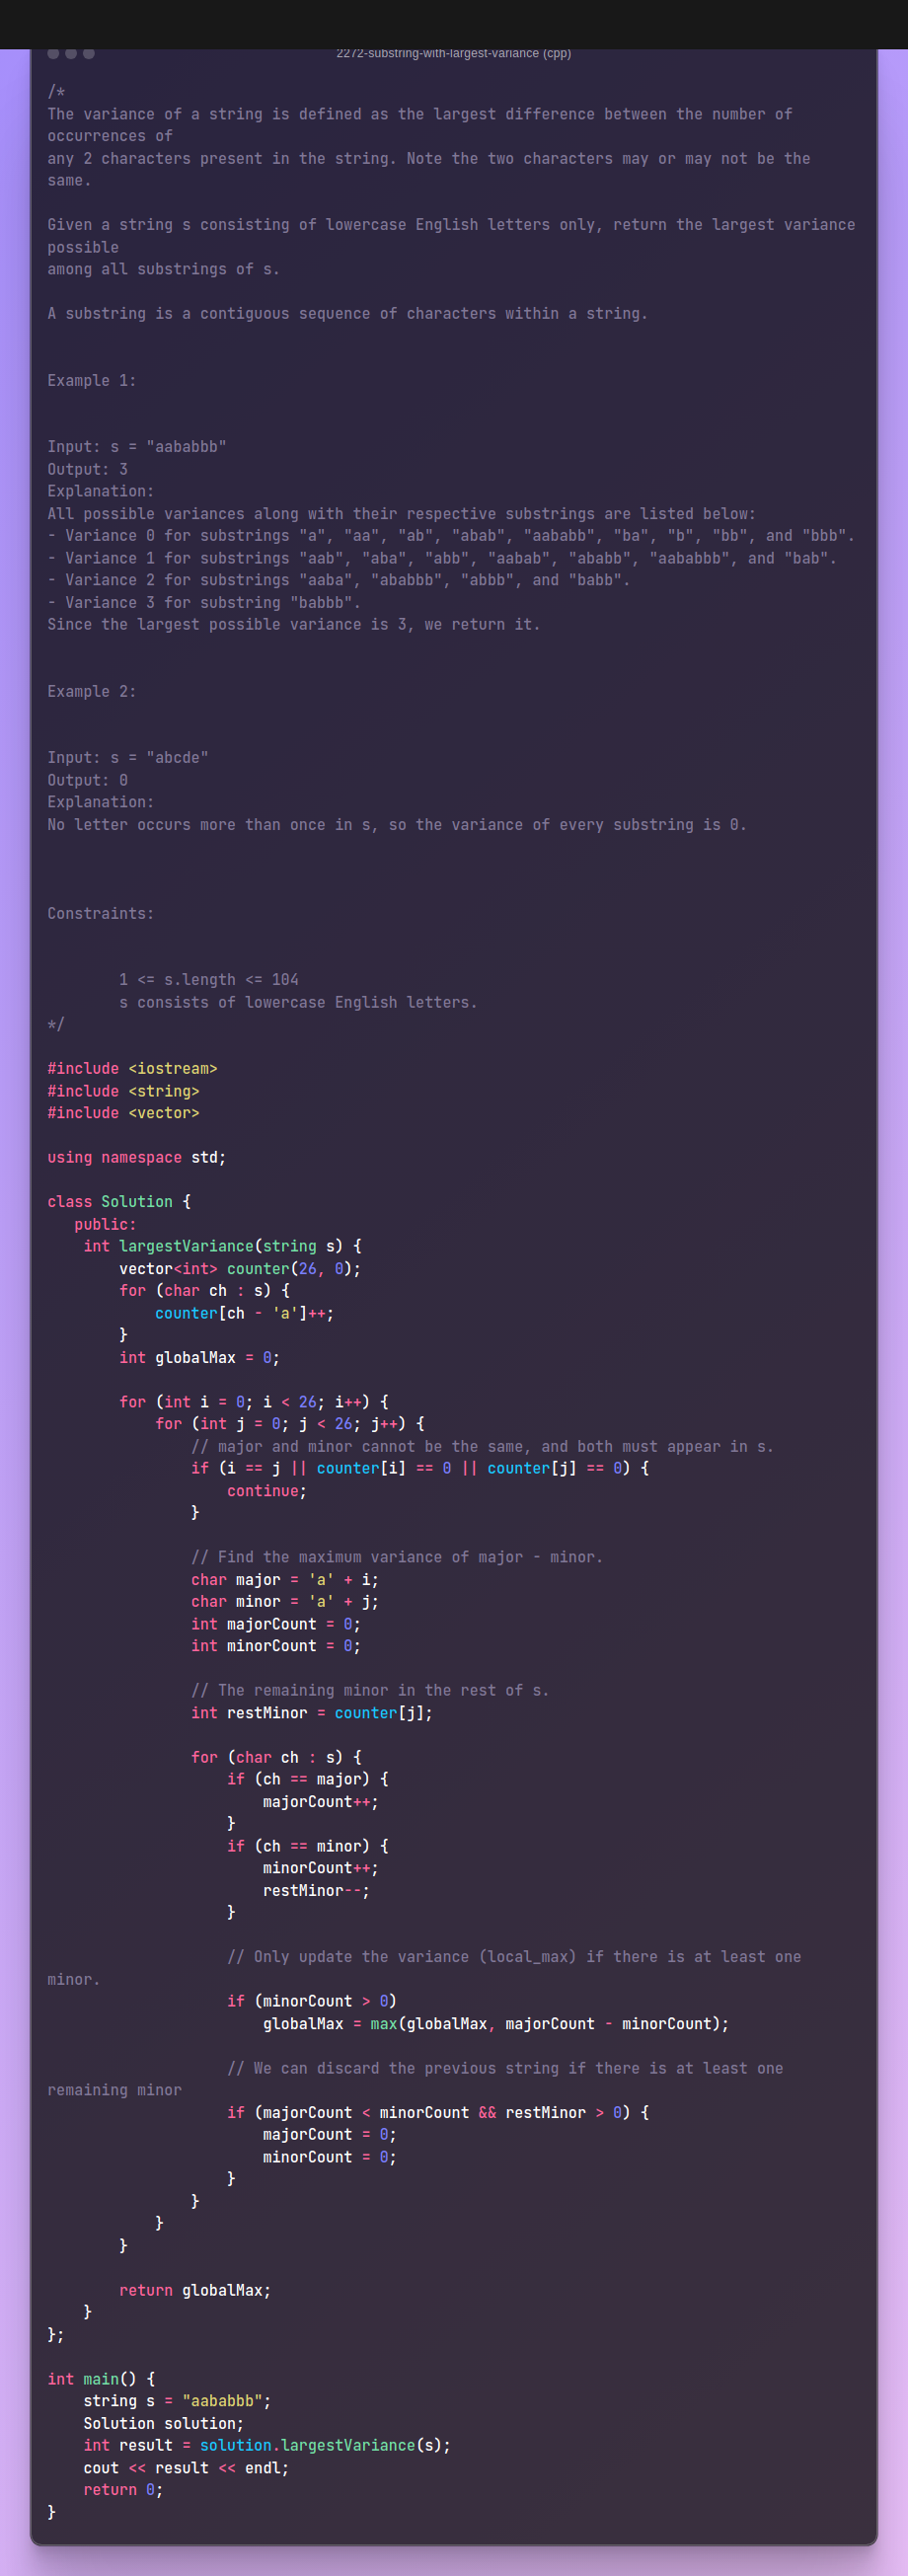 2272-substring-with-largest-variance (cpp)
/*
The variance of a string is defined as the largest difference between the number of
occurrences of
any 2 characters present in the string. Note the two characters may or may not be the
same.
Given a string s consisting of lowercase English letters only, return the largest variance
possible
among all substrings of s.
A substring is a contiguous sequence of characters within a string.
Example 1:
Input: s = "aababbb"
Output: 3
Explanation:
All possible variances along with their respective substrings are listed below:
- Variance 0 for substrings "a", "aa", "ab", "abab", "aababb", "ba", "b", "bb", and "bbb".
- Variance 1 for substrings "aab", "aba", "abb", "aabab", "ababb", "aababbb", and "bab".
- Variance 2 for substrings "aaba", "ababbb", "abbb", and "babb".
- Variance 3 for substring "babbb".
Since the largest possible variance is 3, we return it.
Example 2:
Input: s = "abcde"
Output: 0
Explanation:
No letter occurs more than once in s, so the variance of every substring is 0.
Constraints:
        1 <= s.length <= 104
        s consists of lowercase English letters.
*/
#include <iostream>
#include <string>
#include <vector>
using namespace std;
class Solution {
   public:
    int largestVariance(string s) {
        vector<int> counter(26, 0);
        for (char ch : s) {
            counter[ch - 'a']++;
        }
        int globalMax = 0;
        for (int i = 0; i < 26; i++) {
            for (int j = 0; j < 26; j++) {
                // major and minor cannot be the same, and both must appear in s.
                if (i == j || counter[i] == 0 || counter[j] == 0) {
                    continue;
                }
                // Find the maximum variance of major - minor.
                char major = 'a' + i;
                char minor = 'a' + j;
                int majorCount = 0;
                int minorCount = 0;
                // The remaining minor in the rest of s.
                int restMinor = counter[j];
                for (char ch : s) {
                    if (ch == major) {
                        majorCount++;
                    }
                    if (ch == minor) {
                        minorCount++;
                        restMinor--;
                    }
                    // Only update the variance (local_max) if there is at least one
minor.
                    if (minorCount > 0)
                        globalMax = max(globalMax, majorCount - minorCount);
                    // We can discard the previous string if there is at least one
remaining minor
                    if (majorCount < minorCount && restMinor > 0) {
                        majorCount = 0;
                        minorCount = 0;
                    }
                }
            }
        }
        return globalMax;
    }
};
int main() {
    string s = "aababbb";
    Solution solution;
    int result = solution.largestVariance(s);
    cout << result << endl;
    return 0;
}